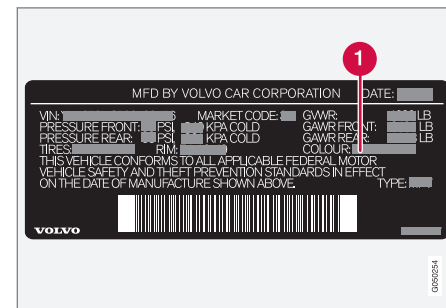 1
MFD BY VOLVO CAR CORPORATION DATE:
VIN: 6 MARKET CODE: GVWR: LB
PRESSURE FRONT: PSI, KPA COLD GAWR FRONT: LB
PRESSURE REAR: PSI, KPA COLD GAWR REAR: LB
TIRES: RIM: COLOUR:
THIS VEHICLE CONFORMS TO ALL APPLICABLE FEDERAL MOTOR
VEHICLE SAFETY AND THEFT PREVENTION STANDARDS IN EFFECT
ON THE DATE OF MANUFACTURE SHOWN ABOVE. TYPE:
VOLVO
G050254